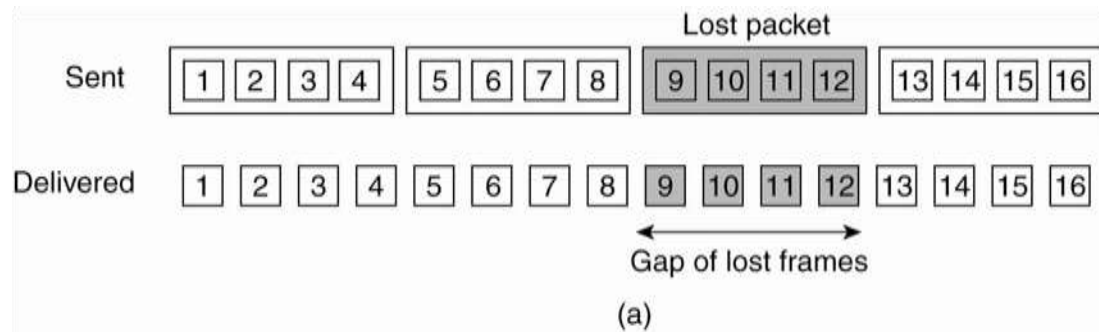 Lost packet
Sent 1 2 3 4 5 6 7 8 9 10 11 12 13 14 15 16
Delivered 1 2 3 4 5 6 7 8 9 10 11 12 13 14 15 16
Gap of lost frames
(a)